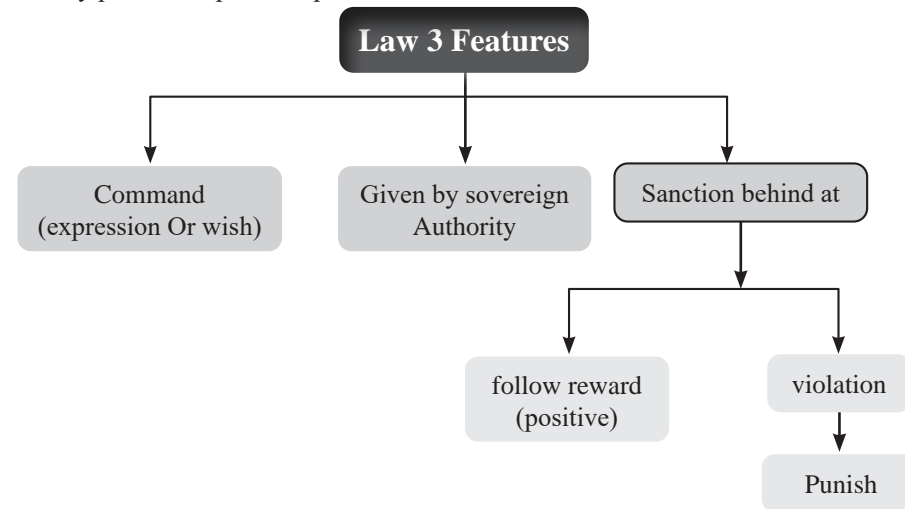 Law 3 Features
Command
(expression Or wish)
Given by sovereign
Authority
Sanction behind at
follow reward
(positive)
violation
Punish